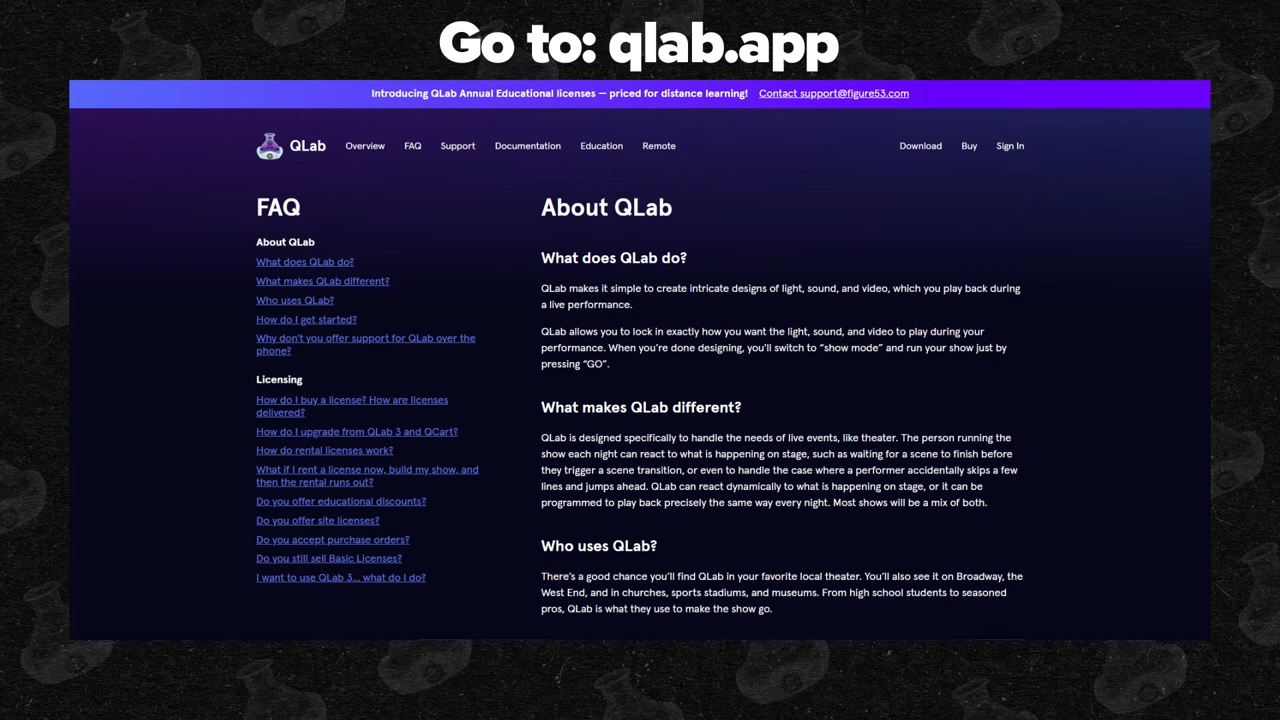 Go to: qlab.app
Introducing QLab Annual Educational licenses — priced for distance learning! Contact support@figure53.com
QLab Overview FAQ Support Documentation Education Remote Download Buy Sign In
FAQ
About QLab
What does QLab do?
What makes QLab different?
Who uses QLab?
How do I get started?
Why don't you offer support for QLab over the
phone?
Licensing
How do I buy a license? How are licenses
delivered?
How do I upgrade from QLab 3 and QCart?
How do rental licenses work?
What if I rent a license now, build my show, and
then the rental runs out?
Do you offer educational discounts?
Do you offer site licenses?
Do you accept purchase orders?
Do you still sell Basic Licenses?
I want to use QLab 3... what do I do?
About QLab
What does QLab do?
QLab makes it simple to create intricate designs of light, sound, and video, which you play back during
a live performance.
QLab allows you to lock in exactly how you want the light, sound, and video to play during your
performance. When you're done designing, you'll switch to “show mode” and run your show just by
pressing “GO”.
What makes QLab different?
QLab is designed specifically to handle the needs of live events, like theater. The person running the
show each night can react to what is happening on stage, such as waiting for a scene to finish before
they trigger a scene transition, or even to handle the case where a performer accidentally skips a few
lines and jumps ahead. QLab can react dynamically to what is happening on stage, or it can be
programmed to play back precisely the same way every night. Most shows will be a mix of both.
Who uses QLab?
There's a good chance you'll find QLab in your favorite local theater. You'll also see it on Broadway, the
West End, and in churches, sports stadiums, and museums. From high school students to seasoned
pros, QLab is what they use to make the show go.